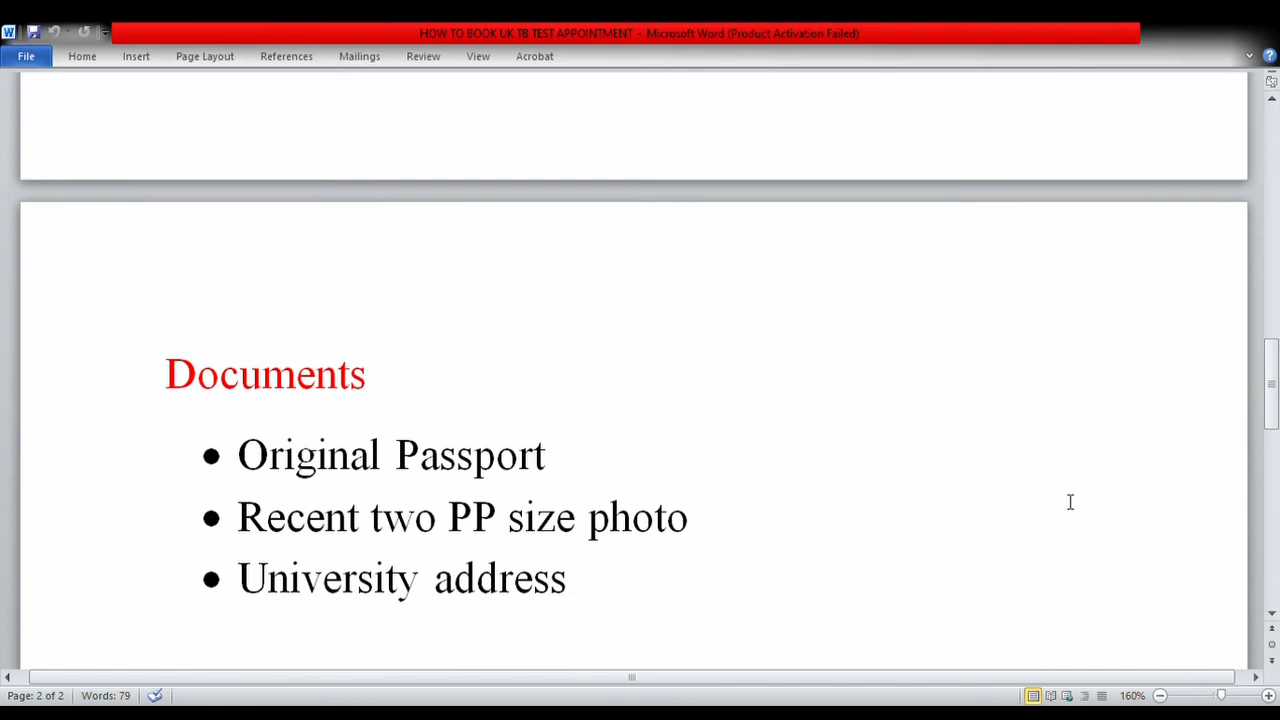 HOW TO BOOK UK TB TEST APPOINTMENT - Microsoft Word (Product Activation Failed)
File Home Insert Page Layout References Mailings Review View Acrobat
Documents
• Original Passport
• Recent two PP size photo
• University address
Page: 2 of 2 Words: 79 160%